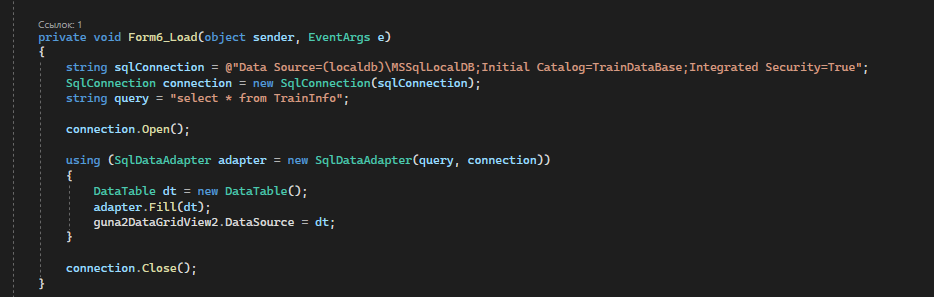 Ссылок: 1
private void Form6_Load(object sender, EventArgs e)
{
string sqlConnection = @"Data Source=(localdb)\MSSqlLocalDB;Initial Catalog=TrainDataBase;Integrated Security=True";
SqlConnection connection = new SqlConnection(sqlConnection);
string query = "select * from TrainInfo";
connection.Open();
using (SqlDataAdapter adapter = new SqlDataAdapter(query, connection))
{
DataTable dt = new DataTable();
adapter.Fill(dt);
guna2DataGridView2.DataSource = dt;
}
connection.Close();
}